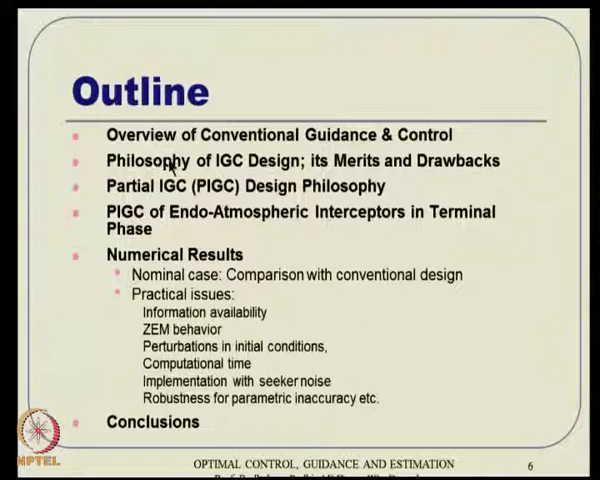 Outline
Overview of Conventional Guidance & Control
Philosophy of IGC Design; its Merits and Drawbacks
Partial IGC (PIGC) Design Philosophy
PIGC of Endo-Atmospheric Interceptors in Terminal
Phase
Numerical Results
Nominal case: Comparison with conventional design
Practical issues:
Information availability
ZEM behavior
Perturbations in initial conditions,
Computational time
Implementation with seeker noise
Robustness for parametric inaccuracy etc.
Conclusions
NPTEL
OPTIMAL CONTROL, GUIDANCE AND ESTIMATION
6